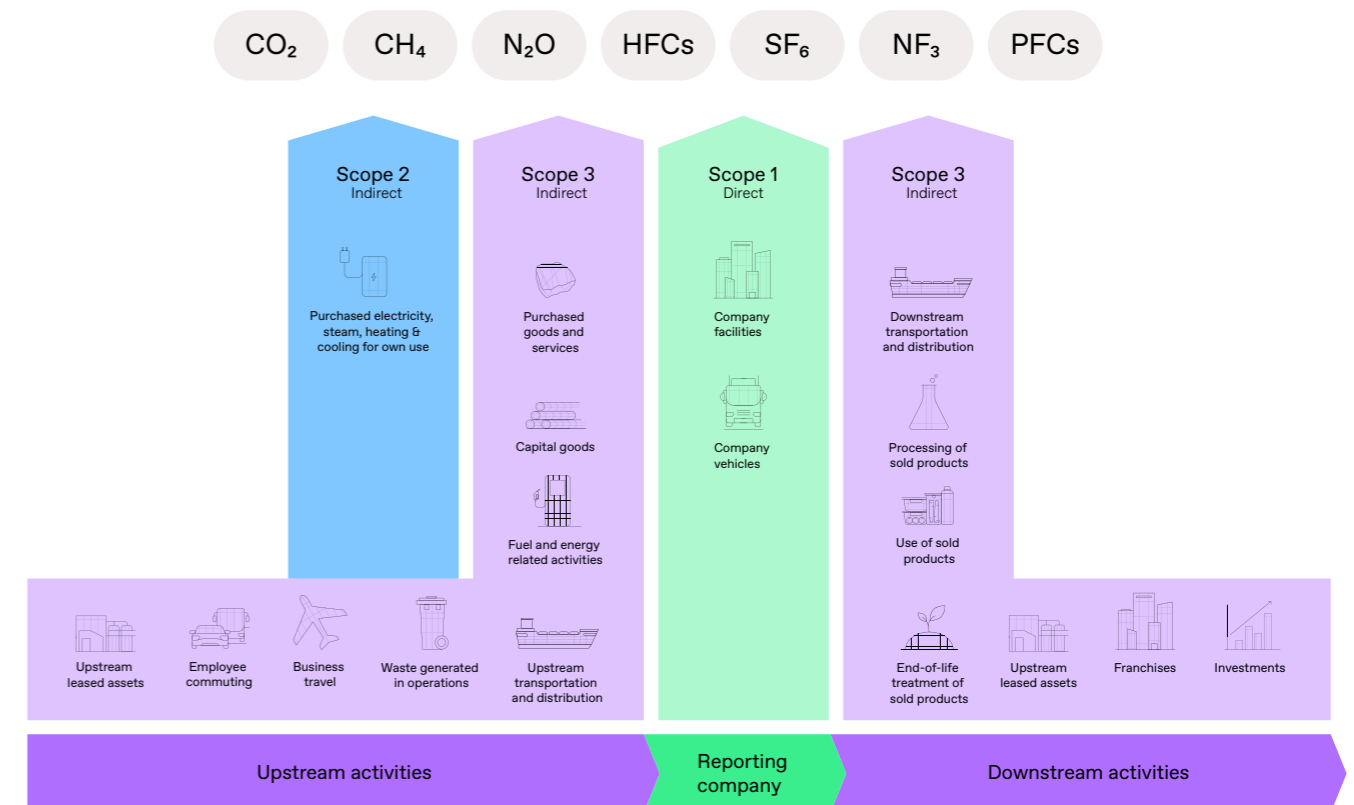 CO₂
CH₄
N₂O
HFCs
SF₆
NF₃
PFCs
Scope 2
Indirect
Purchased electricity,
steam, heating &
cooling for own use
Scope 3
Indirect
Purchased
goods and
services
Capital goods
Fuel and energy
related activities
Scope 1
Direct
Company
facilities
Company
vehicles
Scope 3
Indirect
Downstream
transportation
and distribution
Processing of
sold products
Use of sold
products
Upstream
leased assets
Employee
commuting
Business
travel
Waste generated
in operations
Upstream
transportation
and distribution
End-of-life
treatment of
sold products
Upstream
leased assets
Franchises
Investments
Upstream activities
Reporting
company
Downstream activities